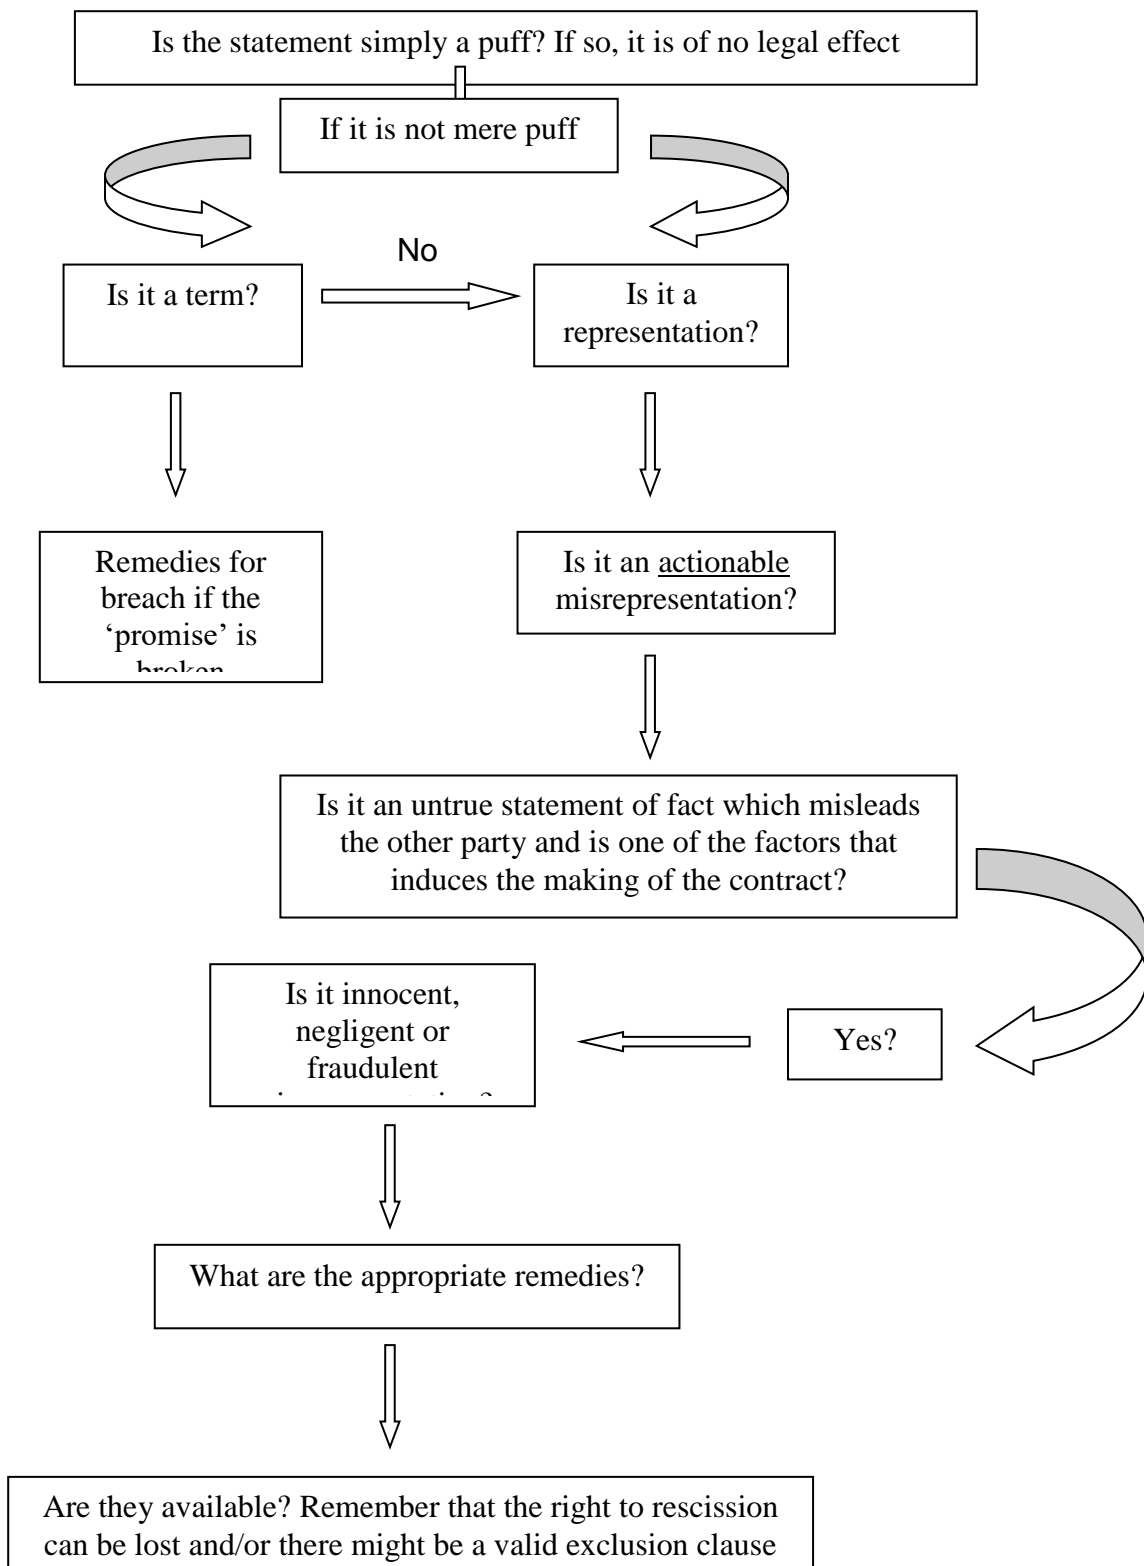 Is the statement simply a puff? If so, it is of no legal effect
If it is not mere puff
No
Is it a term?
Is it a
representation?
Remedies for
breach if the
‘promise’ is
broken
Is it an actionable
misrepresentation?
Is it an untrue statement of fact which misleads
the other party and is one of the factors that
induces the making of the contract?
Yes?
Is it innocent,
negligent or
fraudulent
What are the appropriate remedies?
Are they available? Remember that the right to rescission
can be lost and/or there might be a valid exclusion clause